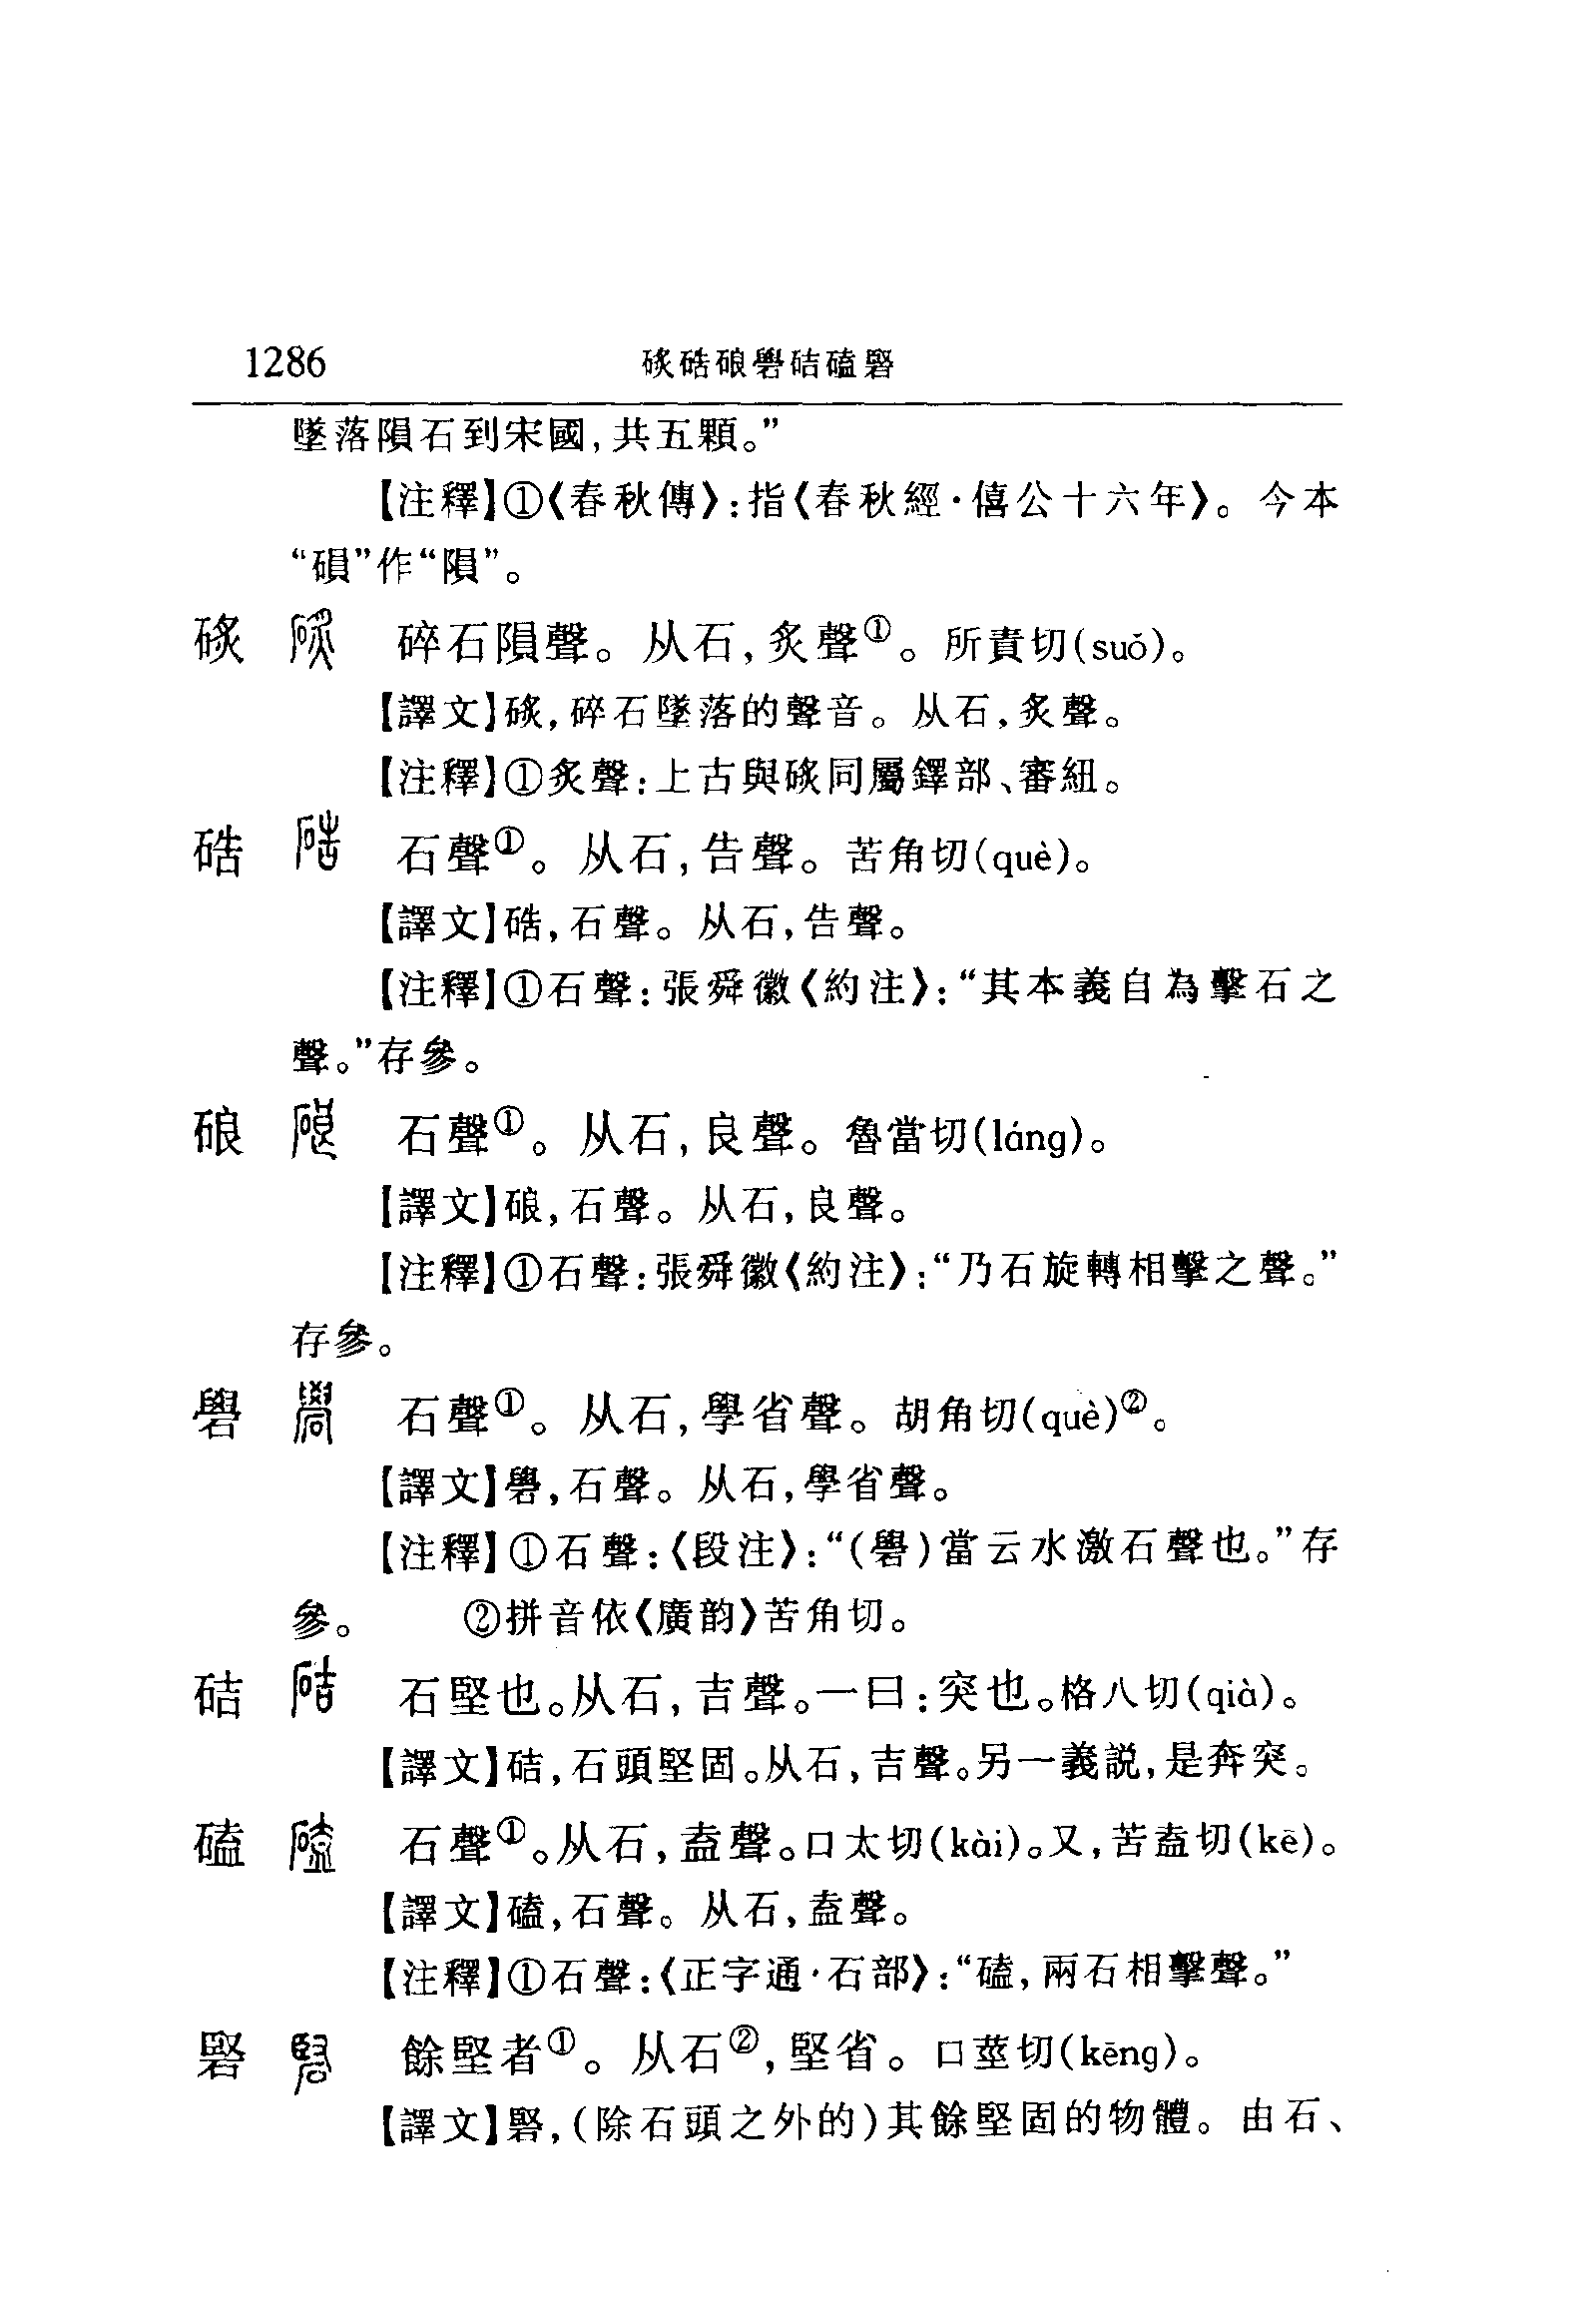 1286
䂽硞硠礐硈磕硻
墜落隕石到宋國,共五顆。”
【注釋】①《春秋傳》:指《春秋經·僖公十六年》。今本
“磒”作“隕”。
碎石隕聲。从石,炙聲①。所責切(suǒ)。
【譯文】碎石墜落的聲音。从石,炙聲。
【注釋】①炙聲:上古與同屬鐸部、審紐。
硞 石聲①。从石,告聲。苦角切(què)。
【譯文】硞,石聲。从石,告聲。
【注釋】①石聲:張舜徽《約注》:“其本義自為擊石之
聲。”存參。
硠 石聲①。从石,良聲。魯當切(láng)。
【譯文】硠,石聲。从石,良聲。
【注釋】①石聲:張舜徽《約注》:“乃石旋轉相擊之聲。”
存參。
礐 石聲①。从石,學省聲。胡角切(què)②。
【譯文】礐,石聲。从石,學省聲。
【注釋】①石聲:《段注》:“(礐)當云水激石聲也。”存
參。 ②拼音依《廣韵》苦角切。
硈 石堅也。从石,吉聲。一曰:突也。格八切(qià)。
【譯文】硈,石頭堅固。从石,吉聲。另一義説,是奔突。
磕 石聲①。从石,盍聲。口太切(kài)。又,苦盍切(kē)。
【譯文】磕,石聲。从石,盍聲。
【注釋】①石聲:《正字通·石部》:“磕,兩石相擊聲。”
硻 餘堅者①。从石②,堅省。口莖切(kēng)。
【譯文】硻,(除石頭之外的)其餘堅固的物體。由石、